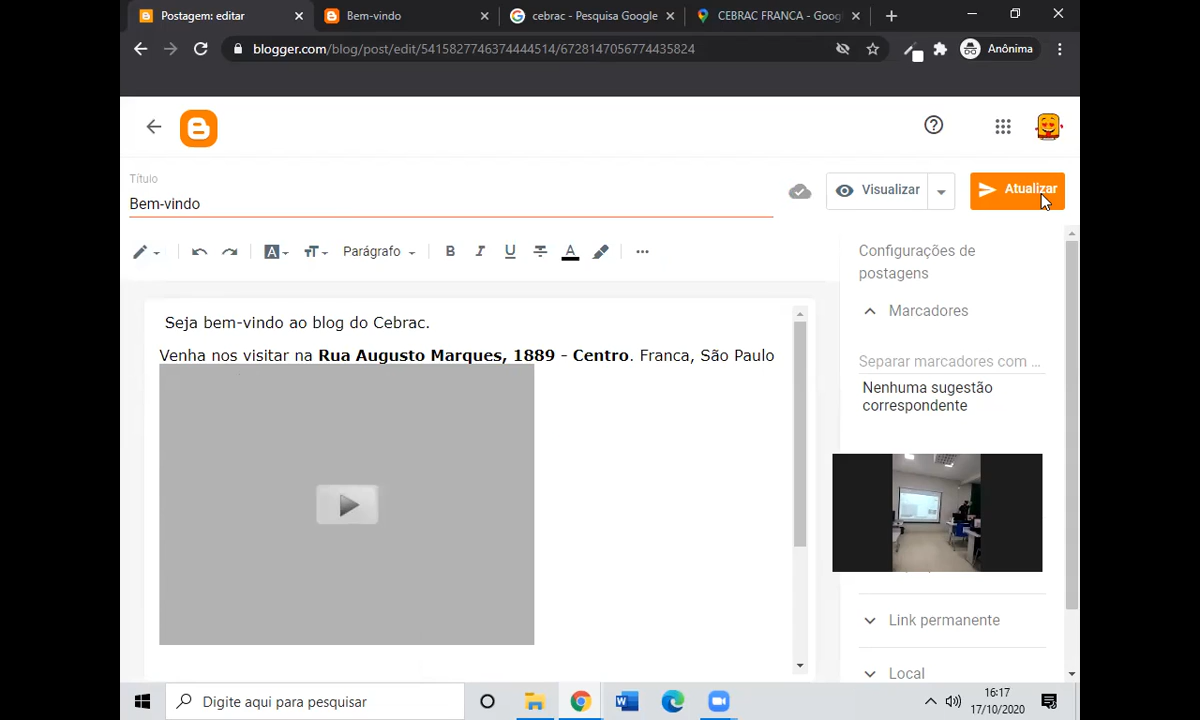 Postagem: editar
Bem-vindo
cebrac - Pesquisa Google
CEBRAC FRANCA - Goog
blogger.com/blog/post/edit/5415827746374444514/6728147056774435824
Anônima
Título
Bem-vindo
Visualizar
Atualizar
Parágrafo
B I U A
Configurações de
postagens
Marcadores
Separar marcadores com ...
Nenhuma sugestão
correspondente
Seja bem-vindo ao blog do Cebrac.
Venha nos visitar na Rua Augusto Marques, 1889 - Centro. Franca, São Paulo
Link permanente
Local
Digite aqui para pesquisar
16:17
17/10/2020